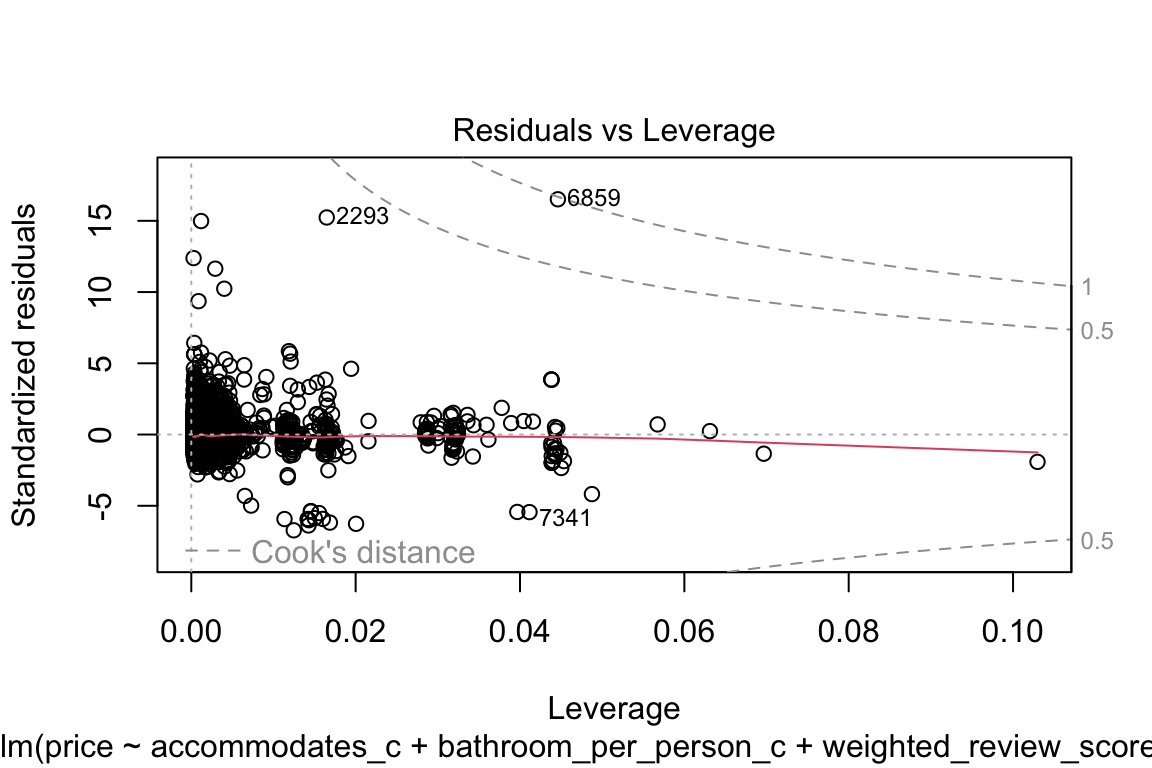 Residuals vs Leverage
Standardized residuals
15
10
5
0
-5
6859
2293
7341
1
0.5
0.5
Cook's distance
0.00 0.02 0.04 0.06 0.08 0.10
Leverage
lm(price ~ accommodates_c + bathroom_per_person_c + weighted_review_score